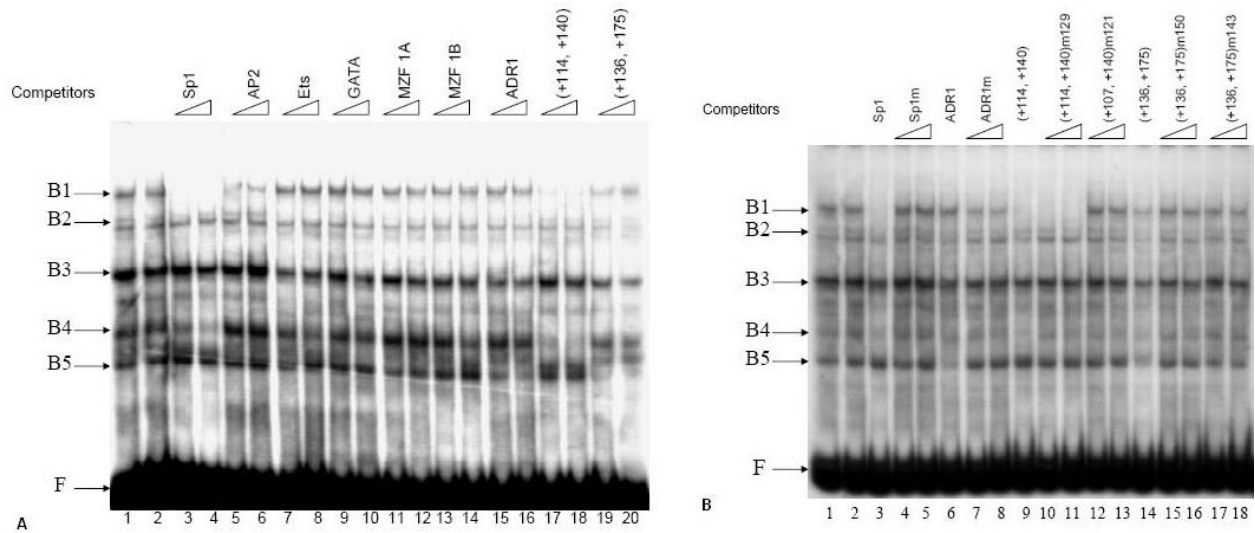 Competitors
Sp1
AP2
Ets
GATA
MZF 1A
MZF 1B
ADR1
(+114, +140)
(+136, +175)
B1
B2
B3
B4
B5
F
1 2 3 4 5 6 7 8 9 10 11 12 13 14 15 16 17 18 19 20
A
Competitors
Sp1
Sp1m
ADR1
ADR1m
(+114, +140)
(+114, +140)m129
(+107, +140)m121
(+136, +175)
(+136, +175)m150
(+136, +175)m143
B1
B2
B3
B4
B5
F
1 2 3 4 5 6 7 8 9 10 11 12 13 14 15 16 17 18
B